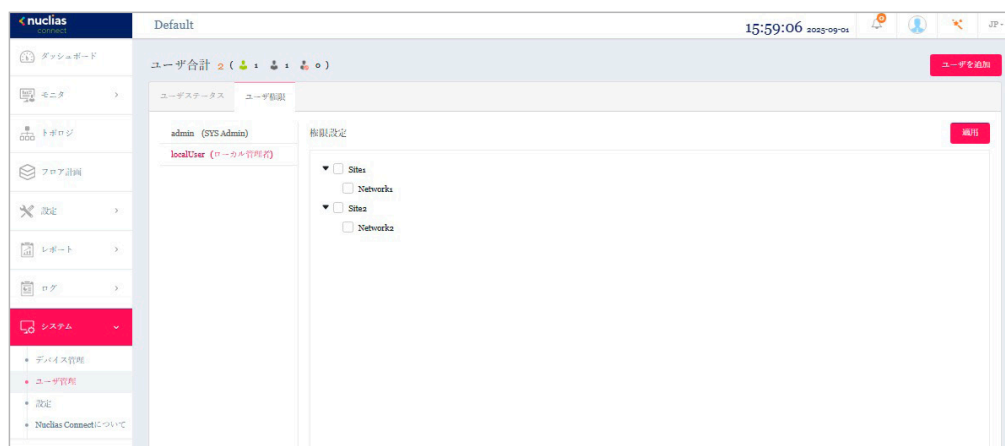 nuclias
connect
Default
15:59:06 2025-09-01
JP
ダッシュボード
モニタ
トポロジ
フロア計画
設定
レポート
ログ
システム
デバイス管理
ユーザ管理
設定
Nuclias Connectについて
ユーザ合計 2 ( 1 1 0 )
ユーザを追加
ユーザステータス ユーザ権限
admin (SYS Admin)
localUser (ローカル管理者)
権限設定
適用
Site1
Network1
Site2
Network2